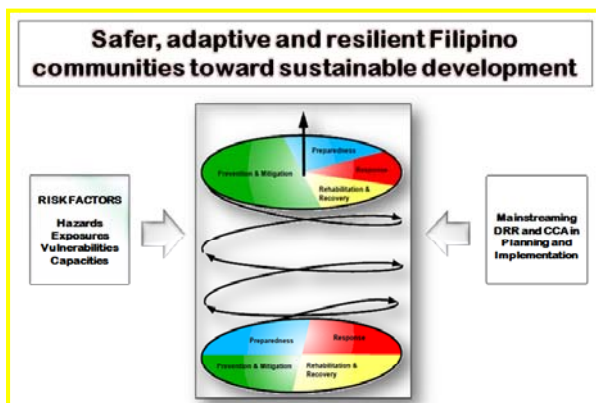 Safer, adaptive and resilient Filipino
communities toward sustainable development
Preparedness
Response
Prevention & Mitigation
Rehabilitation &
Recovery
RISK FACTORS
Hazards
Exposures
Vulnerabilities
Capacities
Mainstreaming
DRR and CCA in
Planning and
Implementation
Preparedness
Response
Prevention & Mitigation
Rehabilitation &
Recovery